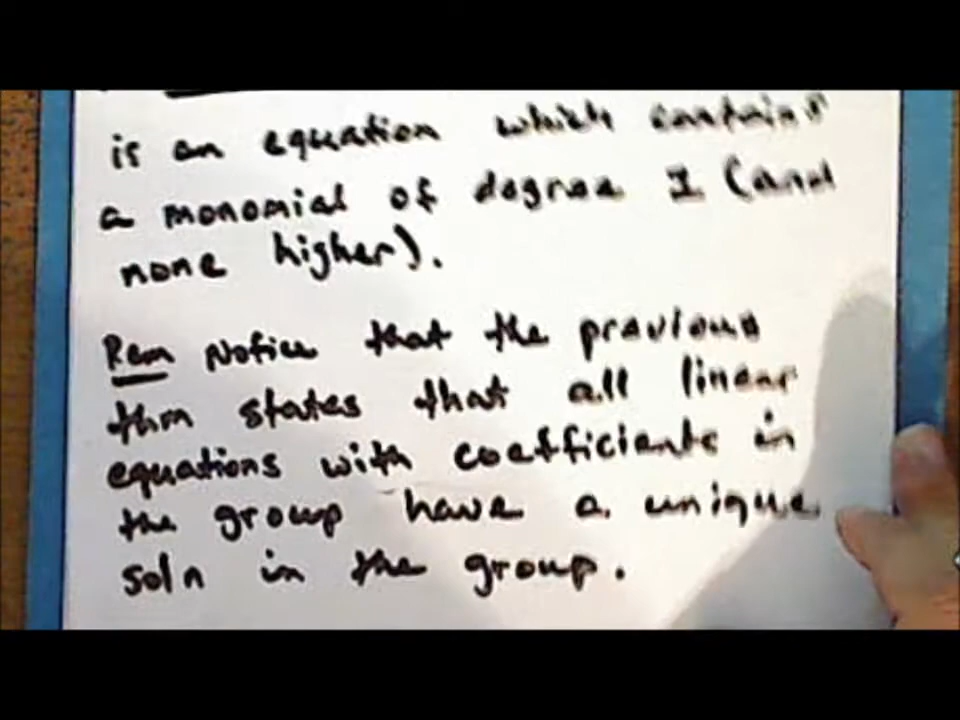 is an equation which contains
a monomial of degree 1 (and
none higher).
Rem Notice that the previous
thm states that all linear
equations with coefficients in
the group have a unique
soln in the group.